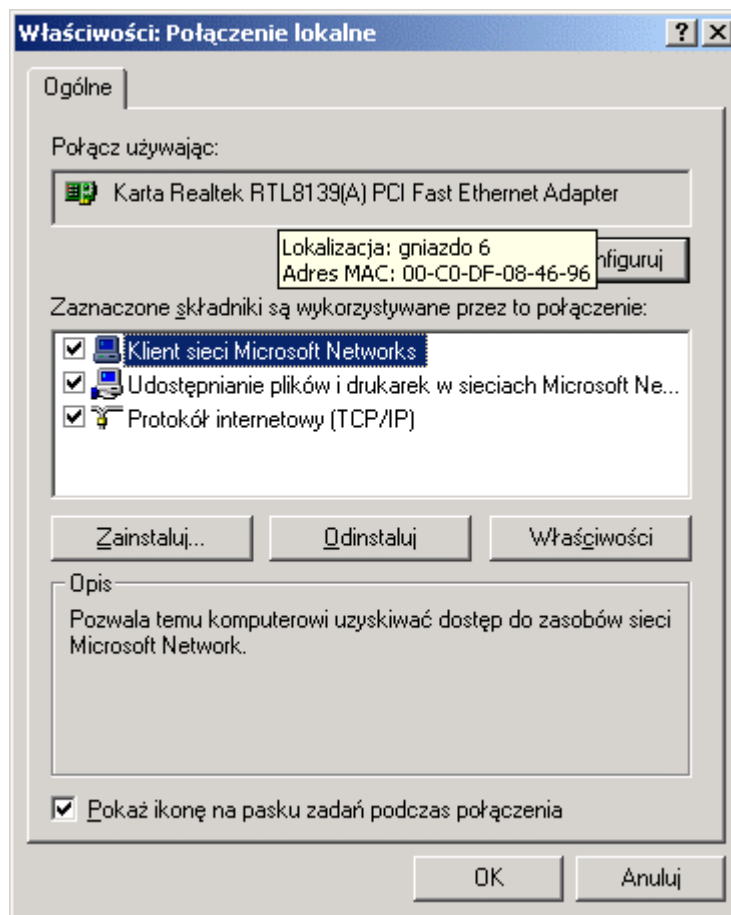 Właściwości: Połączenie lokalne
Ogólne
Połącz używając:
Karta Realtek RTL8139(A) PCI Fast Ethernet Adapter
Lokalizacja: gniazdo 6
Adres MAC: 00-C0-DF-08-46-96
nfiguruj
Zaznaczone składniki są wykorzystywane przez to połączenie:
Klient sieci Microsoft Networks
Udostępnianie plików i drukarek w sieciach Microsoft Ne...
Protokół internetowy (TCP/IP)
Zainstaluj... Odinstaluj Właściwości
Opis
Pozwala temu komputerowi uzyskiwać dostęp do zasobów sieci
Microsoft Network.
Pokaż ikonę na pasku zadań podczas połączenia
OK Anuluj